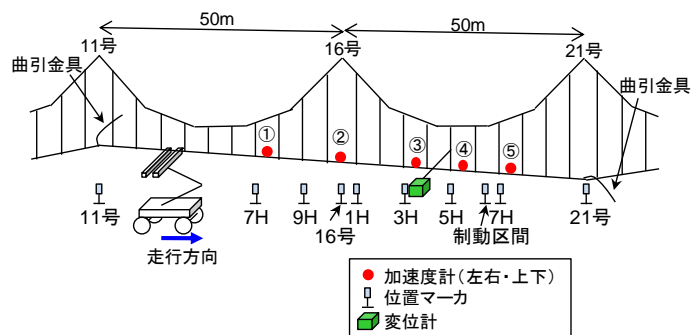 50m 50m
11号 16号 21号
曲引金具 曲引金具
① ② ③ ④ ⑤
11号 7H 9H 16号 1H 3H 5H 制動区間 7H 21号
走行方向
加速度計(左右・上下)
位置マーカ
変位計